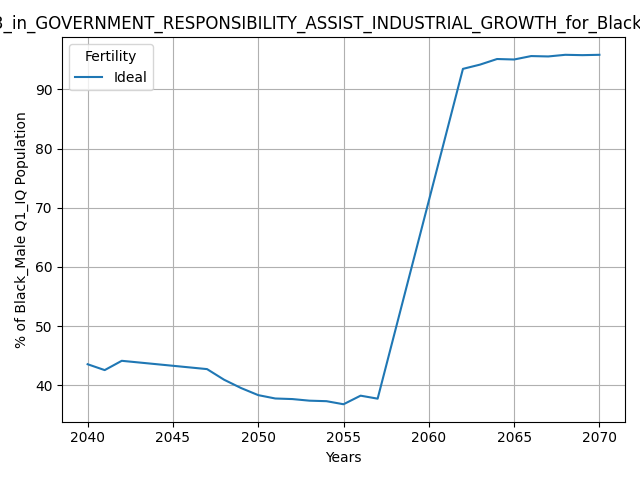 3_in_GOVERNMENT_RESPONSIBILITY_ASSIST_INDUSTRIAL_GROWTH_for_Black
Fertility
Ideal
% of Black_Male Q1_IQ Population
90
80
70
60
50
40
2040 2045 2050 2055 2060 2065 2070
Years